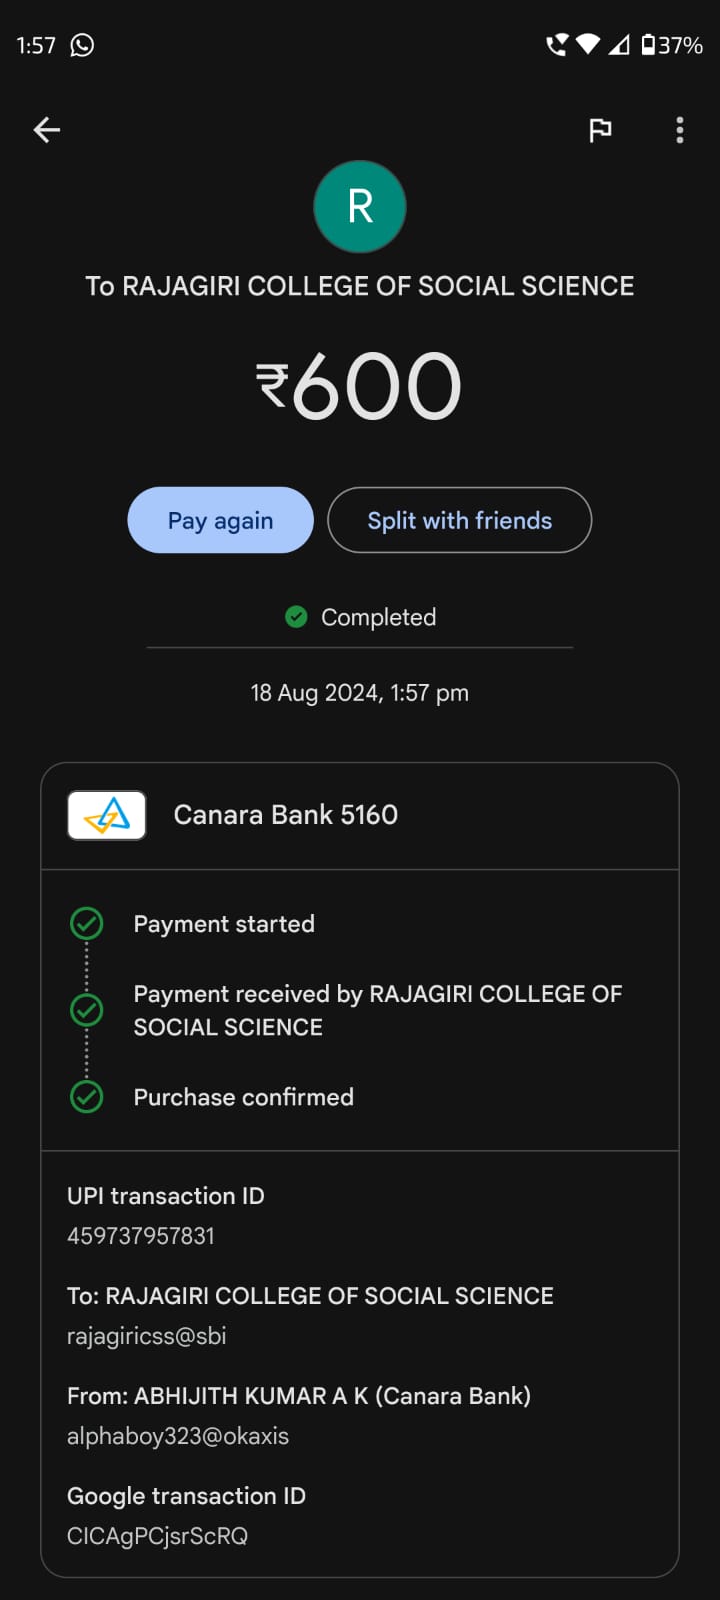 1:57
37%
R
To RAJAGIRI COLLEGE OF SOCIAL SCIENCE
₹600
Pay again
Split with friends
Completed
18 Aug 2024, 1:57 pm
Canara Bank 5160
Payment started
Payment received by RAJAGIRI COLLEGE OF
SOCIAL SCIENCE
Purchase confirmed
UPI transaction ID
459737957831
To: RAJAGIRI COLLEGE OF SOCIAL SCIENCE
rajagiricss@sbi
From: ABHIJITH KUMAR A K (Canara Bank)
alphaboy323@okaxis
Google transaction ID
CICAgPCjsrScRQ